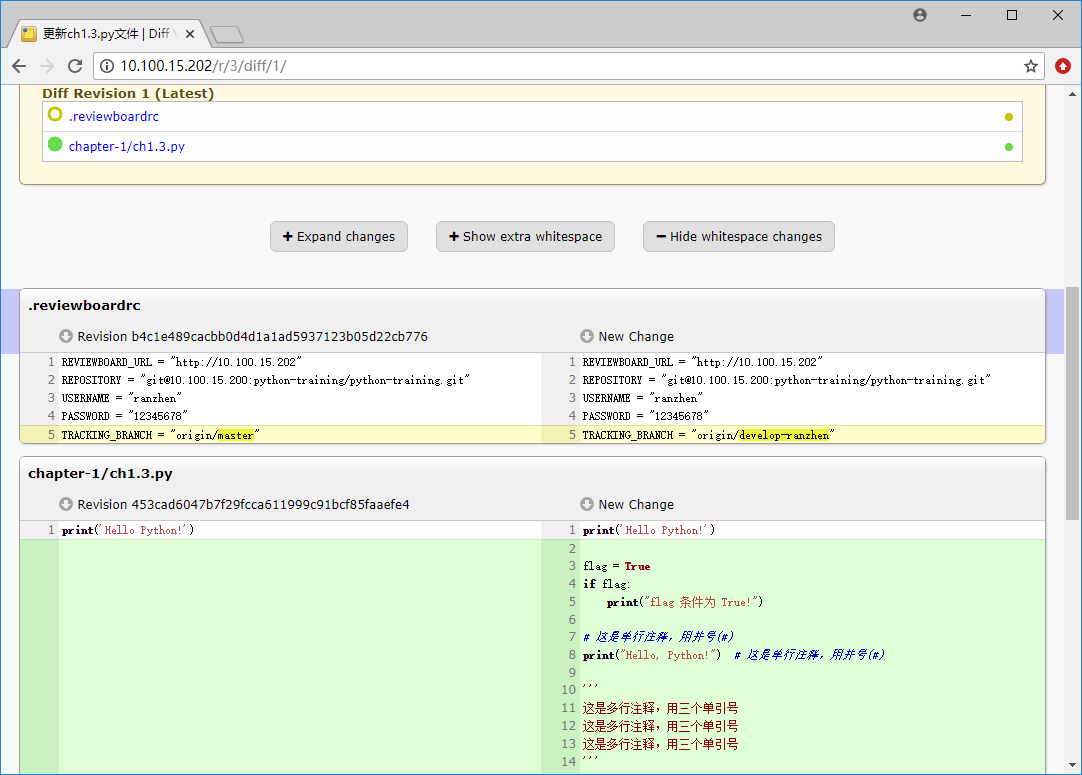 更新ch1.3.py文件 | Diff
10.100.15.202/r/3/diff/1/
Diff Revision 1 (Latest)
.reviewboardrc
chapter-1/ch1.3.py
Expand changes Show extra whitespace Hide whitespace changes
.reviewboardrc
Revision b4c1e489cacbb0d4d1a1ad5937123b05d22cb776 New Change
1 REVIEWBOARD_URL = "http://10.100.15.202" 1 REVIEWBOARD_URL = "http://10.100.15.202"
2 REPOSITORY = "git@10.100.15.200:python-training/python-training.git" 2 REPOSITORY = "git@10.100.15.200:python-training/python-training.git"
3 USERNAME = "ranzhen" 3 USERNAME = "ranzhen"
4 PASSWORD = "12345678" 4 PASSWORD = "12345678"
5 TRACKING_BRANCH = "origin/master" 5 TRACKING_BRANCH = "origin/develop-ranzhen"
chapter-1/ch1.3.py
Revision 453cad6047b7f29fcca611999c91bcf85faaefe4 New Change
1 print('Hello Python!') 1 print('Hello Python!')
2
3 flag = True
4 if flag:
5 print("flag 条件为 True!")
6
7 # 这是单行注释，用井号(#)
8 print("Hello, Python!") # 这是单行注释，用井号(#)
9
10 '''
11 这是多行注释，用三个单引号
12 这是多行注释，用三个单引号
13 这是多行注释，用三个单引号
14 '''